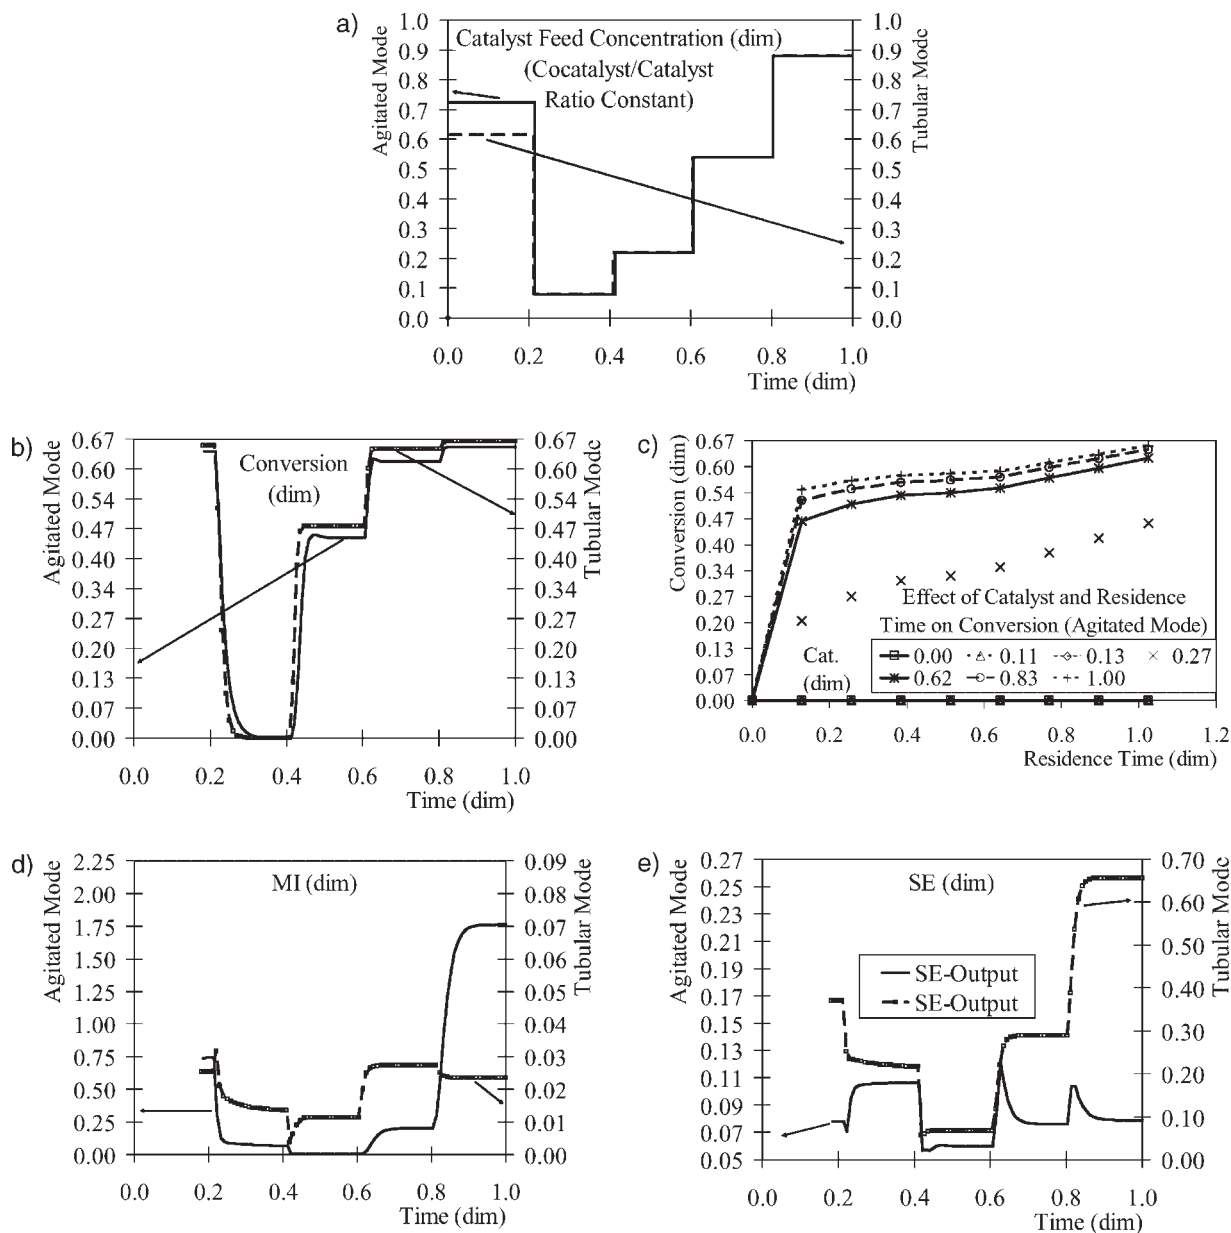 a)
Catalyst Feed Concentration (dim)
(Cocatalyst/Catalyst
Ratio Constant)
Agitated Mode
Tubular Mode
1.0
0.9
0.8
0.7
0.6
0.5
0.4
0.3
0.2
0.1
0.0
1.0
0.9
0.8
0.7
0.6
0.5
0.4
0.3
0.2
0.1
0.0
0.0 0.2 0.4 0.6 0.8 1.0
Time (dim)
b)
Conversion
(dim)
Agitated Mode
Tubular Mode
0.67
0.60
0.54
0.47
0.40
0.34
0.27
0.20
0.13
0.07
0.00
0.67
0.60
0.54
0.47
0.40
0.34
0.27
0.20
0.13
0.07
0.00
0.0 0.2 0.4 0.6 0.8 1.0
Time (dim)
c)
Conversion (dim)
0.67
0.60
0.54
0.47
0.40
0.34
0.27
0.20
0.13
0.07
0.00
Effect of Catalyst and Residence
Time on Conversion (Agitated Mode)
Cat.
(dim)
0.00 0.11 0.13 0.27
0.62 0.83 1.00
0.0 0.2 0.4 0.6 0.8 1.0 1.2
Residence Time (dim)
d)
MI (dim)
Agitated Mode
Tubular Mode
2.25
2.00
1.75
1.50
1.25
1.00
0.75
0.50
0.25
0.00
0.09
0.08
0.07
0.06
0.05
0.04
0.03
0.02
0.01
0.00
0.0 0.2 0.4 0.6 0.8 1.0
Time (dim)
e)
SE (dim)
Agitated Mode
Tubular Mode
0.27
0.25
0.23
0.21
0.19
0.17
0.15
0.13
0.11
0.09
0.07
0.05
0.70
0.60
0.50
0.40
0.30
0.20
0.10
0.00
SE-Output
SE-Output
0.0 0.2 0.4 0.6 0.8 1.0
Time (dim)